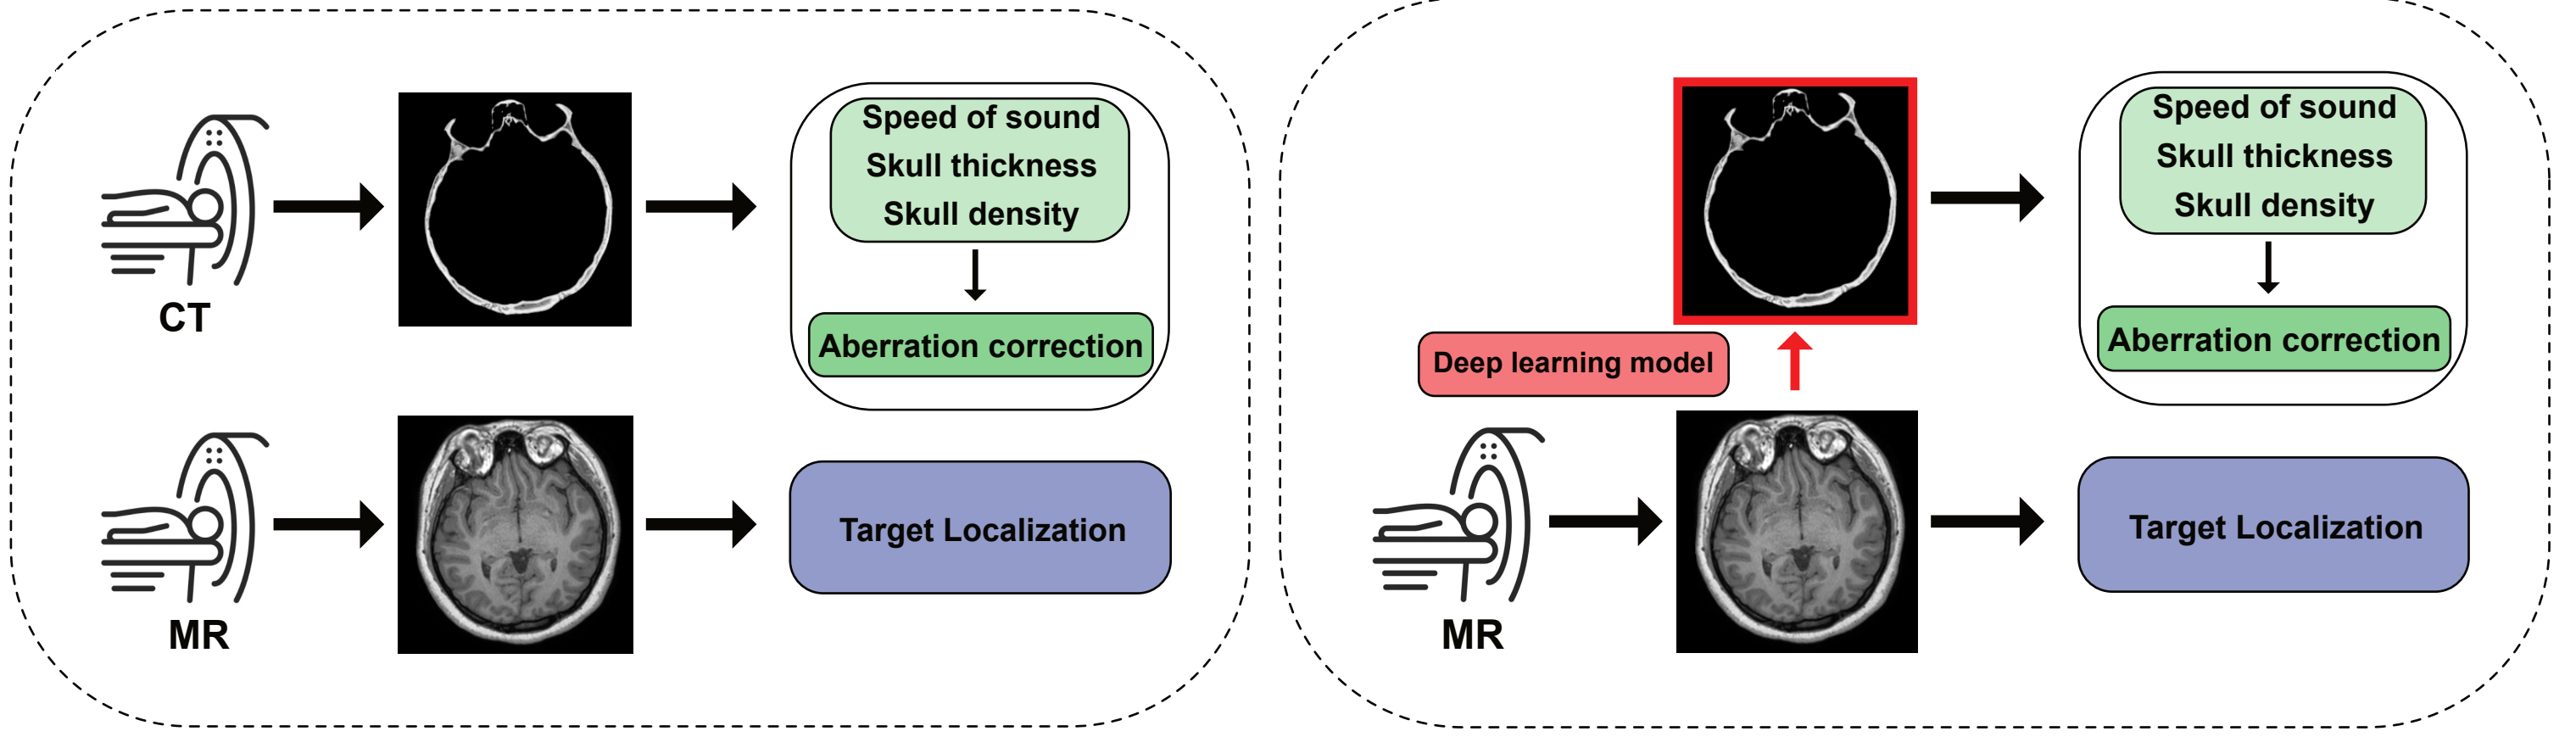 Speed of sound
Skull thickness
Skull density
CT
Aberration correction
Target Localization
MR
Speed of sound
Skull thickness
Skull density
Aberration correction
Deep learning model
Target Localization
MR